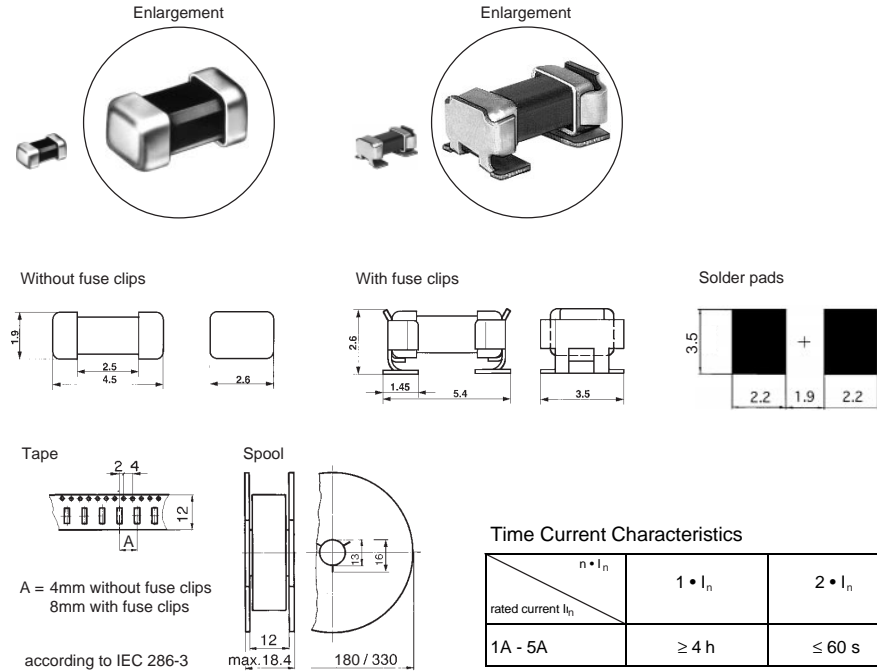 Enlargement
Enlargement
Without fuse clips
With fuse clips
Solder pads
1.9
2.5
4.5
2.6
2.6
1.45
5.4
3.5
3.5
2.2
1.9
2.2
Tape
Spool
2 4
12
A
13
16
A = 4mm without fuse clips
8mm with fuse clips
12
according to IEC 286-3
max.18.4
180 / 330
Time Current Characteristics
n • In
1 • In
2 • In
rated current IIn
1A - 5A
≥ 4 h
≤ 60 s